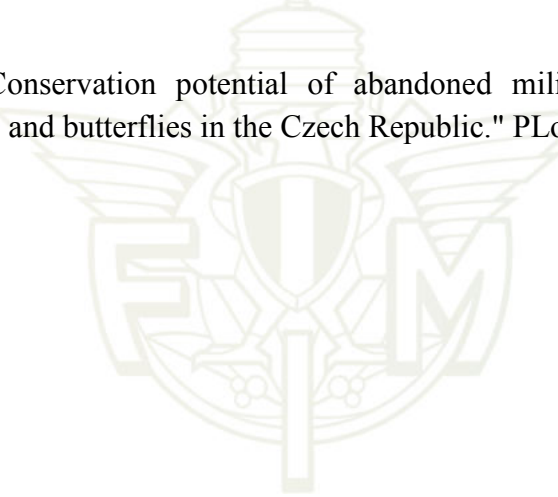 Conservation potential of abandoned mili
and butterflies in the Czech Republic." PLo
F M